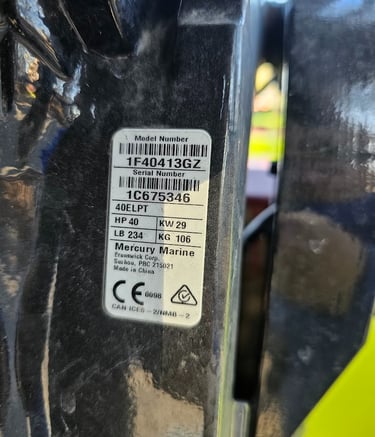 Model Number
1F40413GZ
Serial Number
1C675346
40ELPT
HP 40 KW 29
LB 234 KG 106
Mercury Marine
Brunswick Corp.
Suzhou, PRC 215021
Made in China
CE 0098
CAN ICES-2/NMB-2